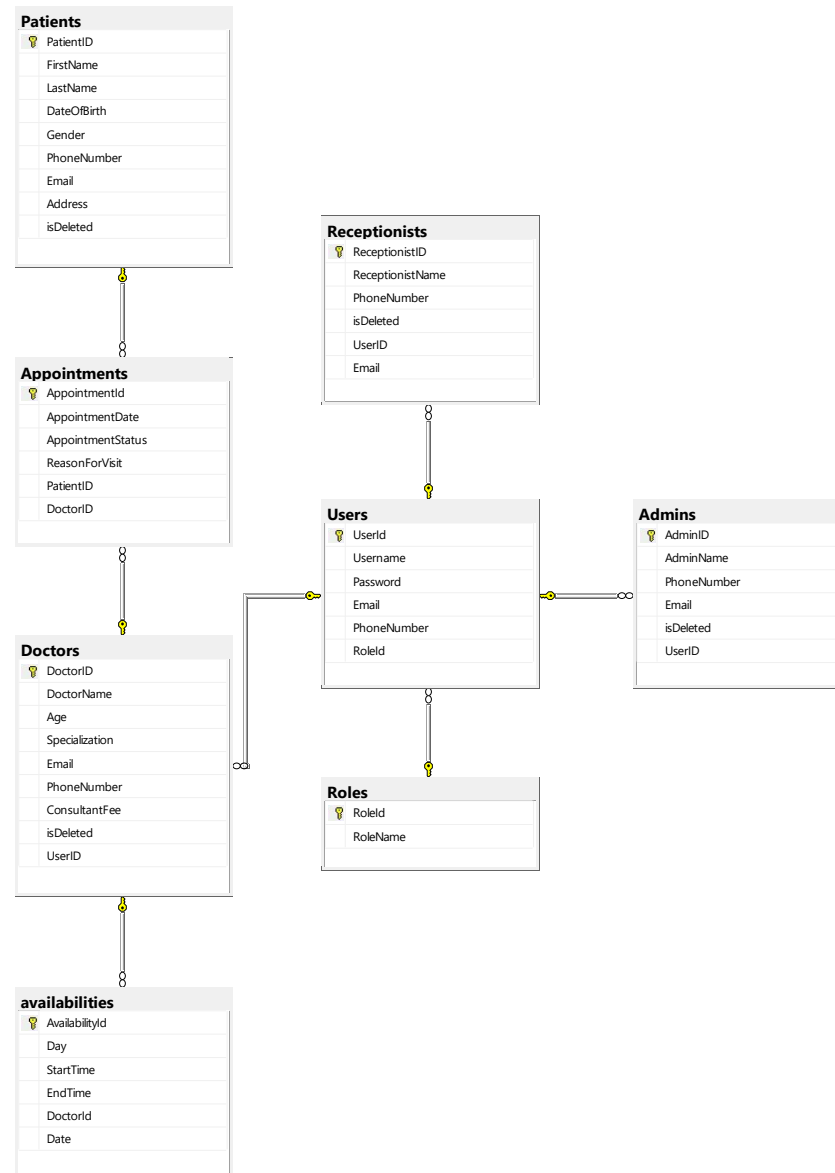 Patients
PatientID
FirstName
LastName
DateOfBirth
Gender
PhoneNumber
Email
Address
isDeleted
Appointments
AppointmentId
AppointmentDate
AppointmentStatus
ReasonForVisit
PatientID
DoctorID
Doctors
DoctorID
DoctorName
Age
Specialization
Email
PhoneNumber
ConsultantFee
isDeleted
UserID
availabilities
AvailabilityId
Day
StartTime
EndTime
DoctorId
Date
Receptionists
ReceptionistID
ReceptionistName
PhoneNumber
isDeleted
UserID
Email
Users
UserId
Username
Password
Email
PhoneNumber
RoleId
Roles
RoleId
RoleName
Admins
AdminID
AdminName
PhoneNumber
Email
isDeleted
UserID